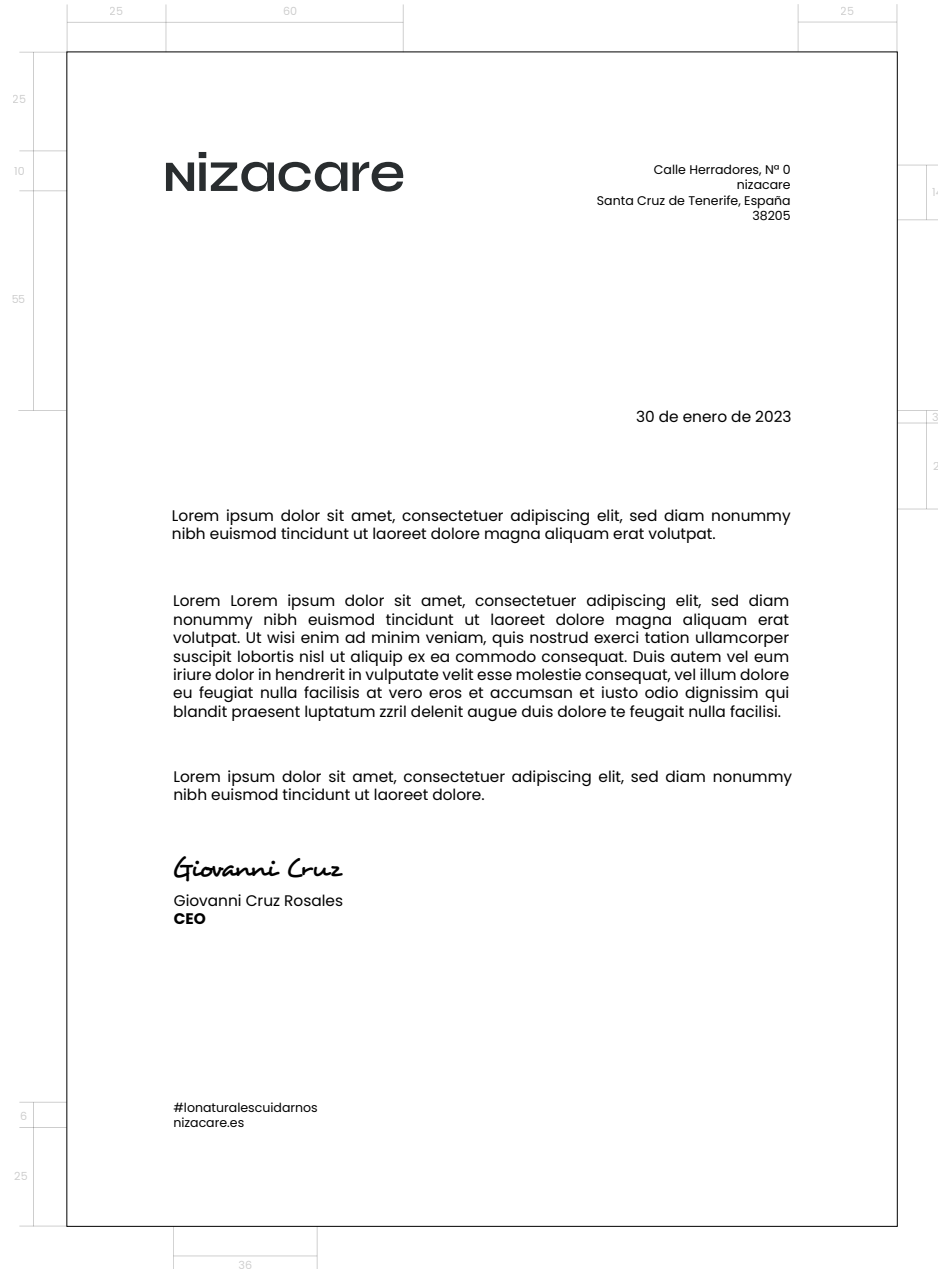 25
60
25
25
10
55
nizacare
Calle Herradores, Nª 0
nizacare
Santa Cruz de Tenerife, España
38205
30 de enero de 2023
Lorem ipsum dolor sit amet, consectetuer adipiscing elit, sed diam nonummy
nibh euismod tincidunt ut laoreet dolore magna aliquam erat volutpat.
Lorem Lorem ipsum dolor sit amet, consectetuer adipiscing elit, sed diam
nonummy nibh euismod tincidunt ut laoreet dolore magna aliquam erat
volutpat. Ut wisi enim ad minim veniam, quis nostrud exerci tation ullamcorper
suscipit lobortis nisl ut aliquip ex ea commodo consequat. Duis autem vel eum
iriure dolor in hendrerit in vulputate velit esse molestie consequat, vel illum dolore
eu feugiat nulla facilisis at vero eros et accumsan et iusto odio dignissim qui
blandit praesent luptatum zzril delenit augue duis dolore te feugait nulla facilisi.
Lorem ipsum dolor sit amet, consectetuer adipiscing elit, sed diam nonummy
nibh euismod tincidunt ut laoreet dolore.
Giovanni Cruz
Giovanni Cruz Rosales
CEO
#lonaturalescuidarnos
nizacare.es
6
25
36